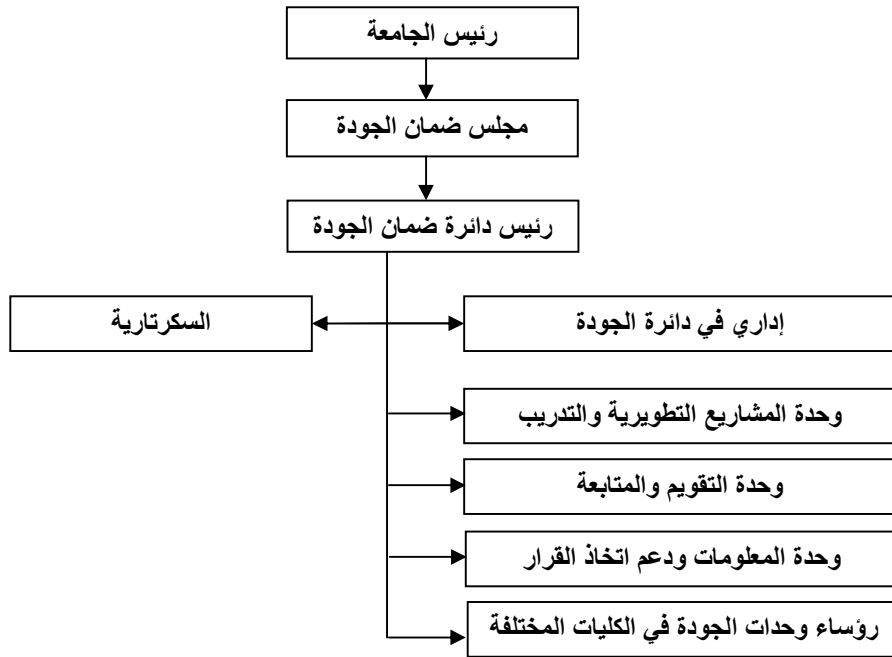 رئيس الجامعة
مجلس ضمان الجودة
رئيس دائرة ضمان الجودة
إداري في دائرة الجودة
السكرتارية
وحدة المشاريع التطويرية والتدريب
وحدة التقويم والمتابعة
وحدة المعلومات ودعم اتخاذ القرار
رؤساء وحدات الجودة في الكليات المختلفة